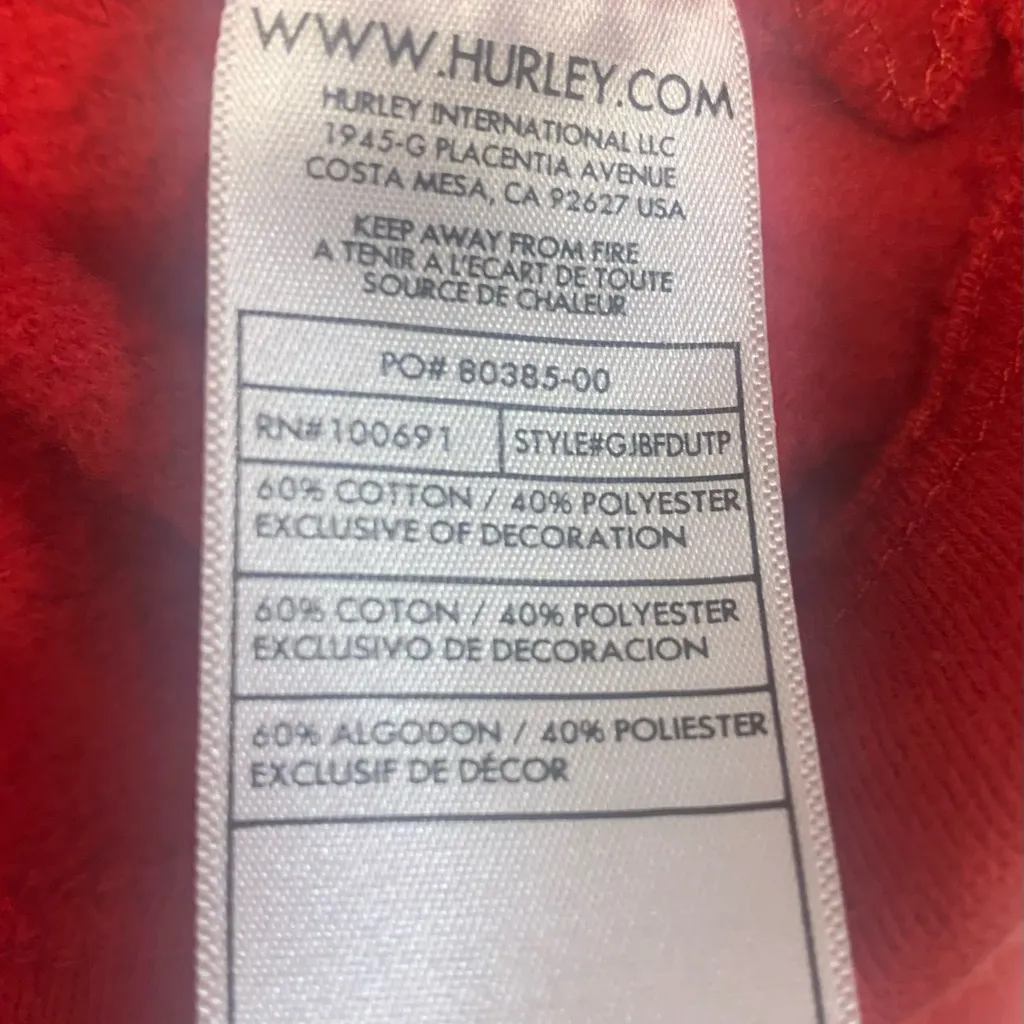 WWW.HURLEY.COM
HURLEY INTERNATIONAL LLC
1945-G PLACENTIA AVENUE
COSTA MESA, CA 92627 USA
KEEP AWAY FROM FIRE
A TENIR A L'ECART DE TOUTE
SOURCE DE CHALEUR
PO# 80385-00
RN#100691 STYLE#GJBFDUTP
60% COTTON / 40% POLYESTER
EXCLUSIVE OF DECORATION
60% COTON / 40% POLYESTER
EXCLUSIVO DE DECORACION
60% ALGODON / 40% POLIESTER
EXCLUSIF DE DÉCOR